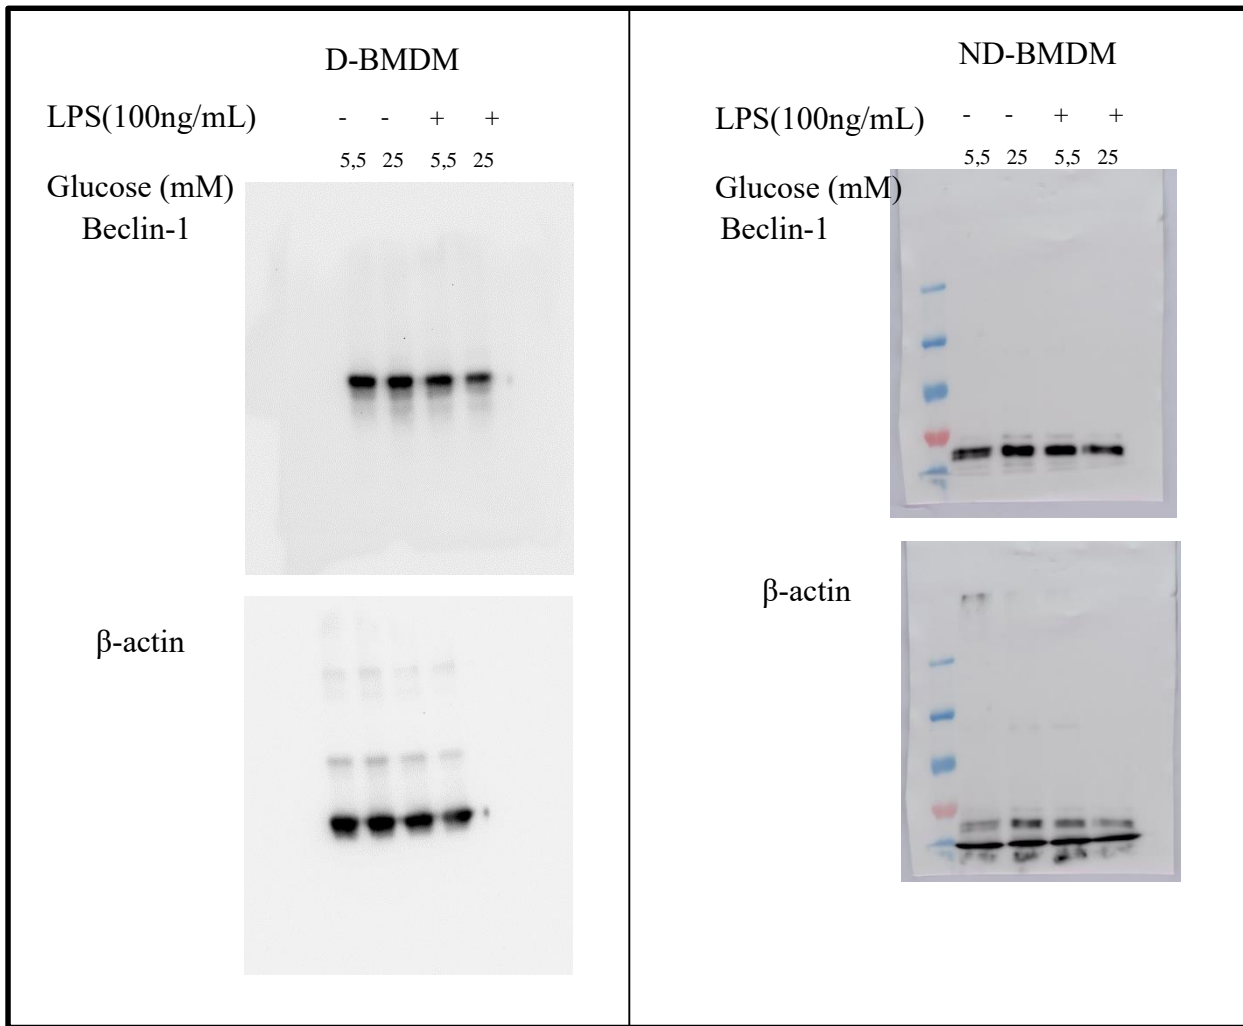 D-BMDM
LPS(100ng/mL) - - + +
5,5 25 5,5 25
Glucose (mM)
Beclin-1
β-actin
ND-BMDM
LPS(100ng/mL) - - + +
5,5 25 5,5 25
Glucose (mM)
Beclin-1
β-actin